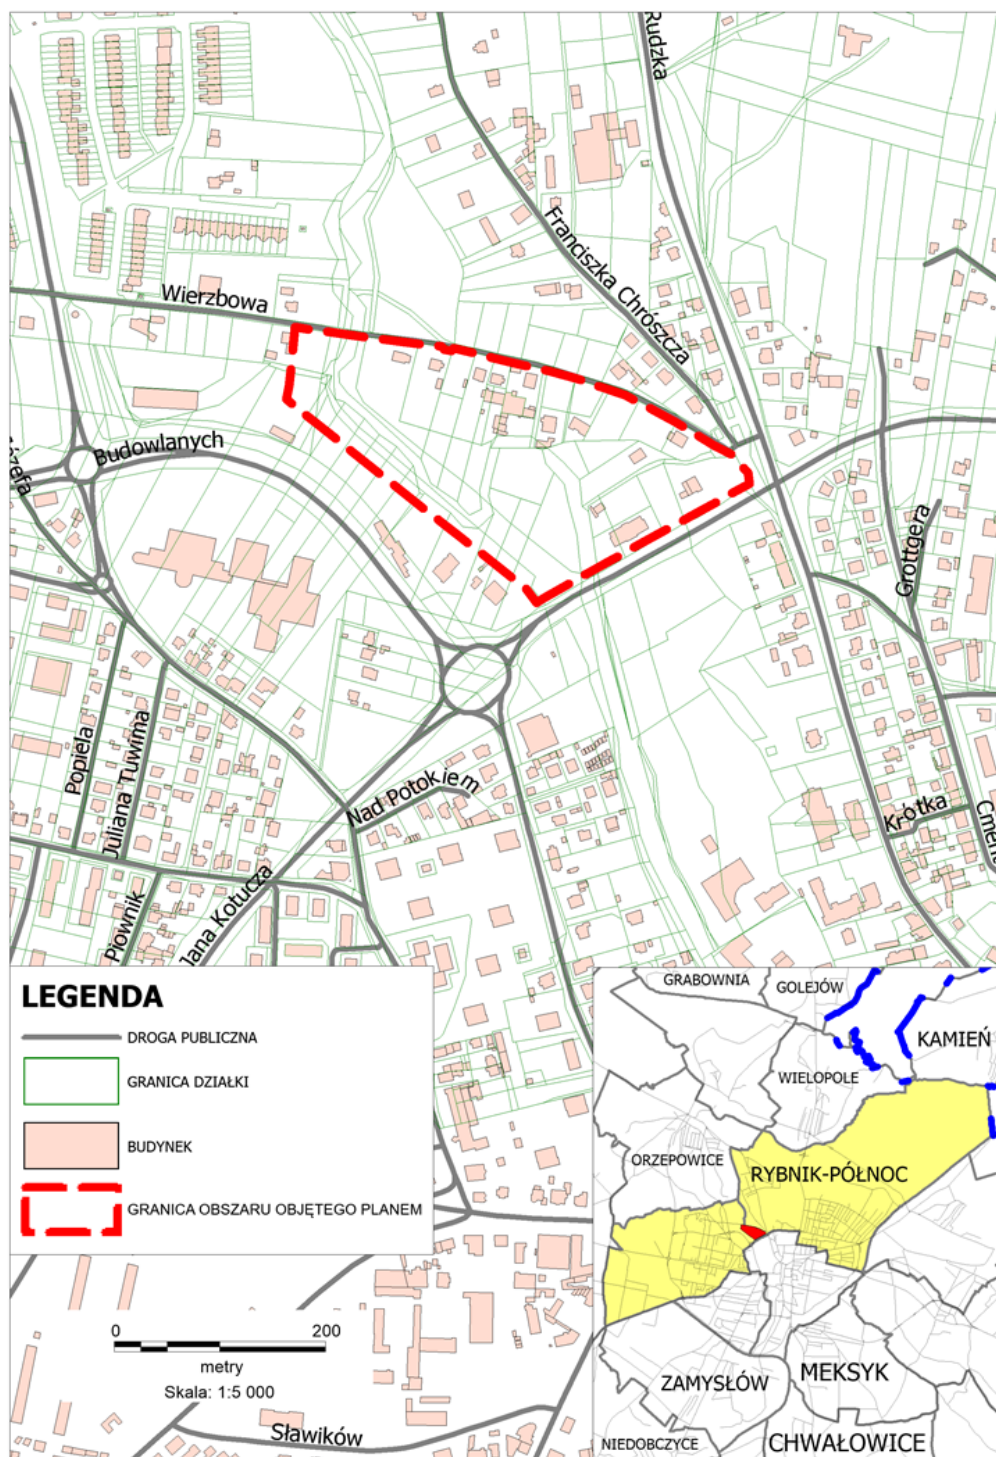 Rudzka
Franciszka Chrószcza
Wierzbowa
Budowlanych
Józefa
Grottgera
Popiela
Juliana Tuwima
Nad Potokiem
Krótka
Piownik
Jana Kotucza
LEGENDA
DROGA PUBLICZNA
GRANICA DZIAŁKI
BUDYNEK
GRANICA OBSZARU OBJĘTEGO PLANEM
0 200
metry
Skala: 1:5 000
Sławików
GRABOWNIA
GOLEJÓW
KAMIEŃ
WIELOPOLE
ORZEPOWICE
RYBNIK-PÓŁNOC
ZAMYSŁÓW
MEKSYK
NIEDOBCZYCE
CHWAŁOWICE